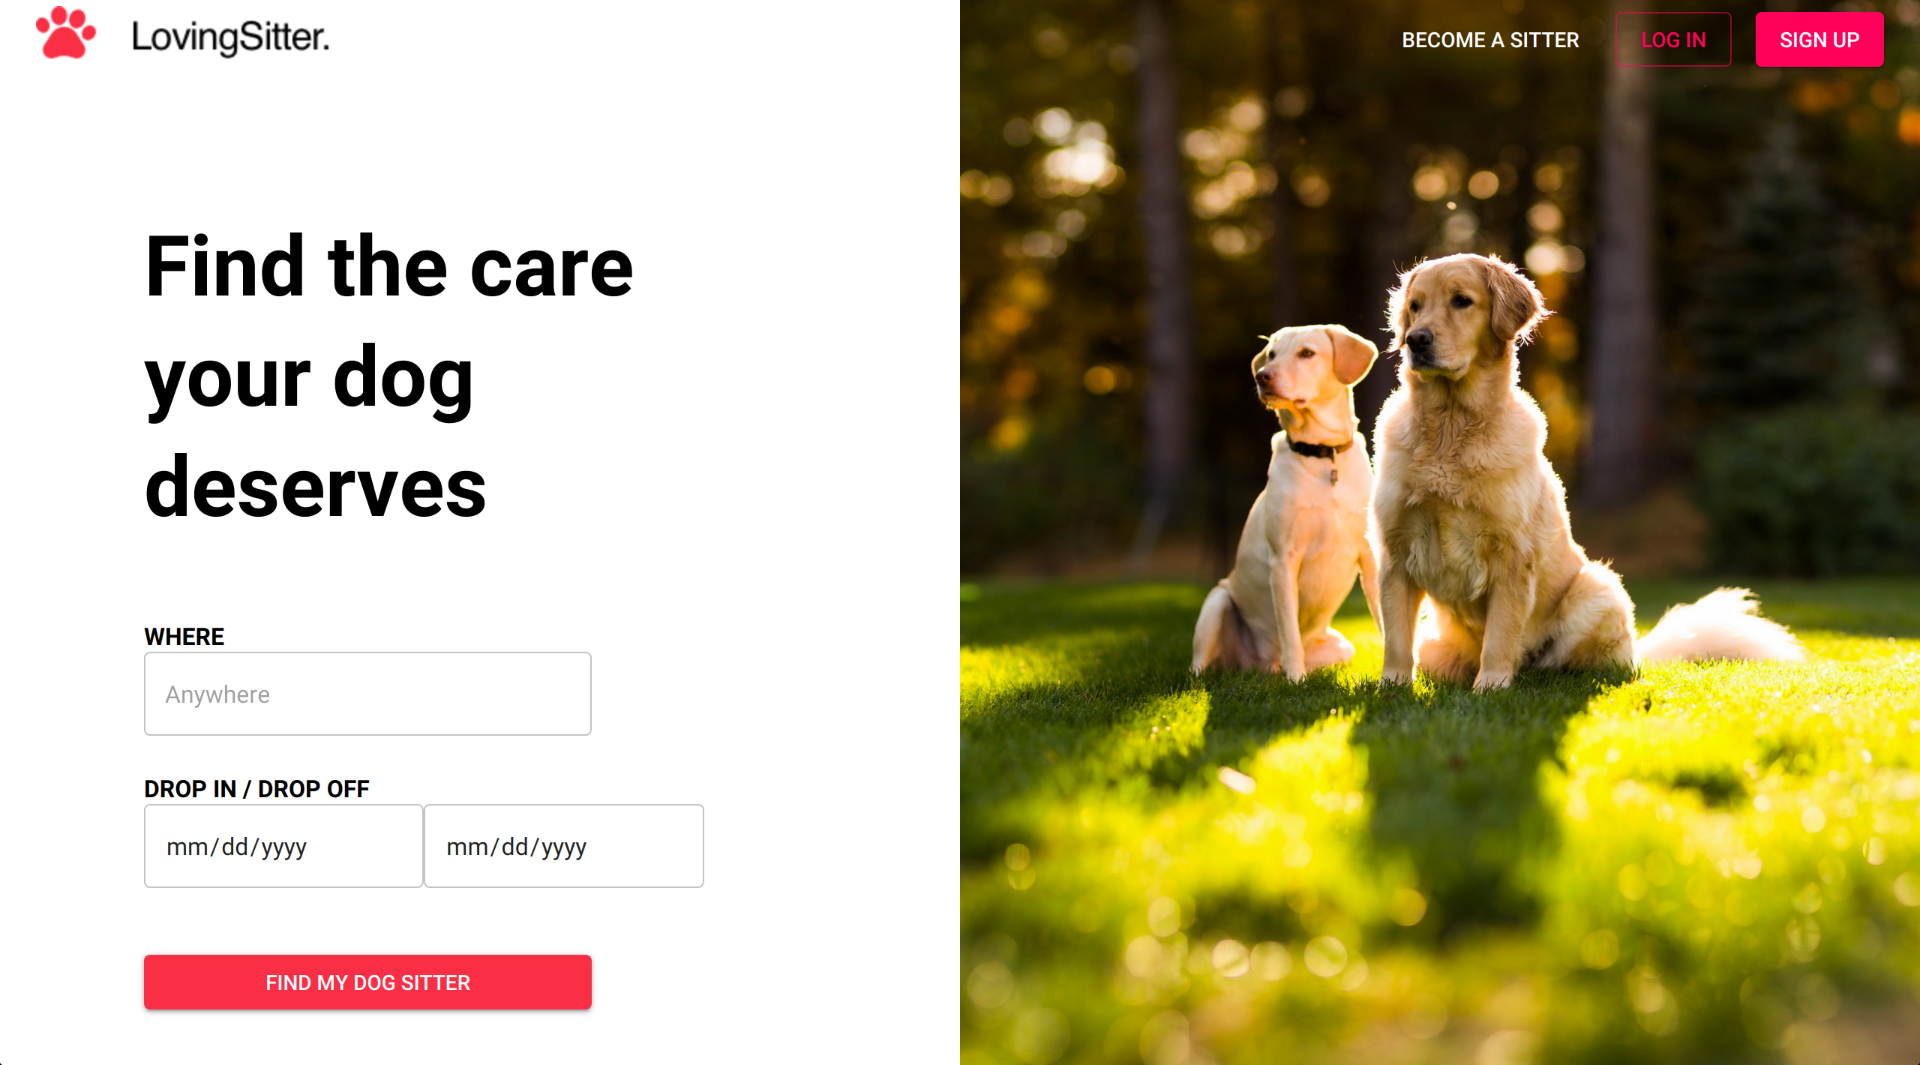 LovingSitter.
BECOME A SITTER
LOG IN
SIGN UP
Find the care
your dog
deserves
WHERE
Anywhere
DROP IN / DROP OFF
mm/dd/yyyy
mm/dd/yyyy
FIND MY DOG SITTER